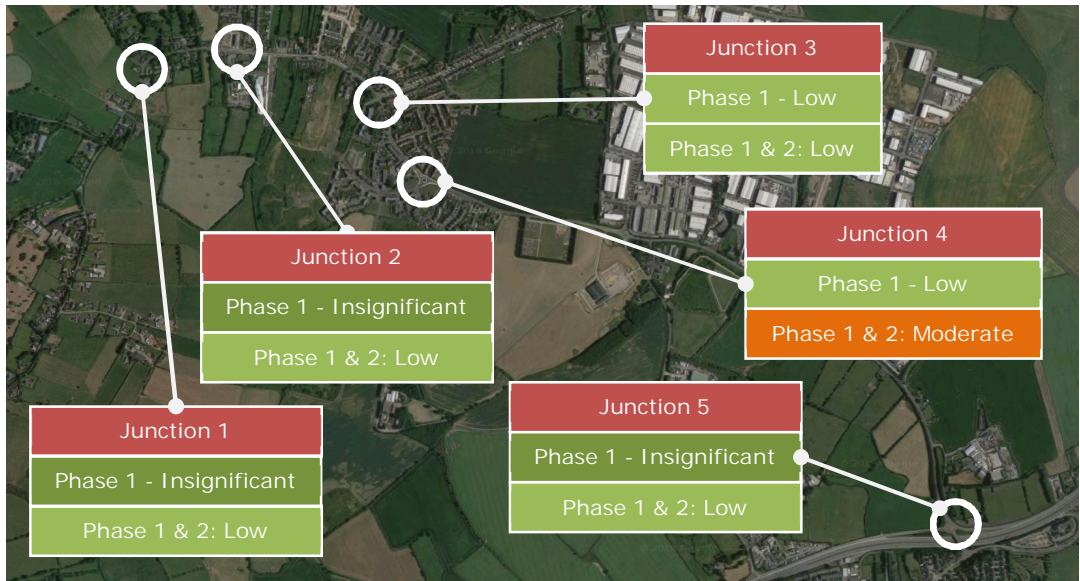 Junction 3
Phase 1 - Low
Phase 1 & 2: Low
Junction 4
Phase 1 - Low
Phase 1 & 2: Moderate
Junction 2
Phase 1 - Insignificant
Phase 1 & 2: Low
Junction 5
Phase 1 - Insignificant
Phase 1 & 2: Low
Junction 1
Phase 1 - Insignificant
Phase 1 & 2: Low